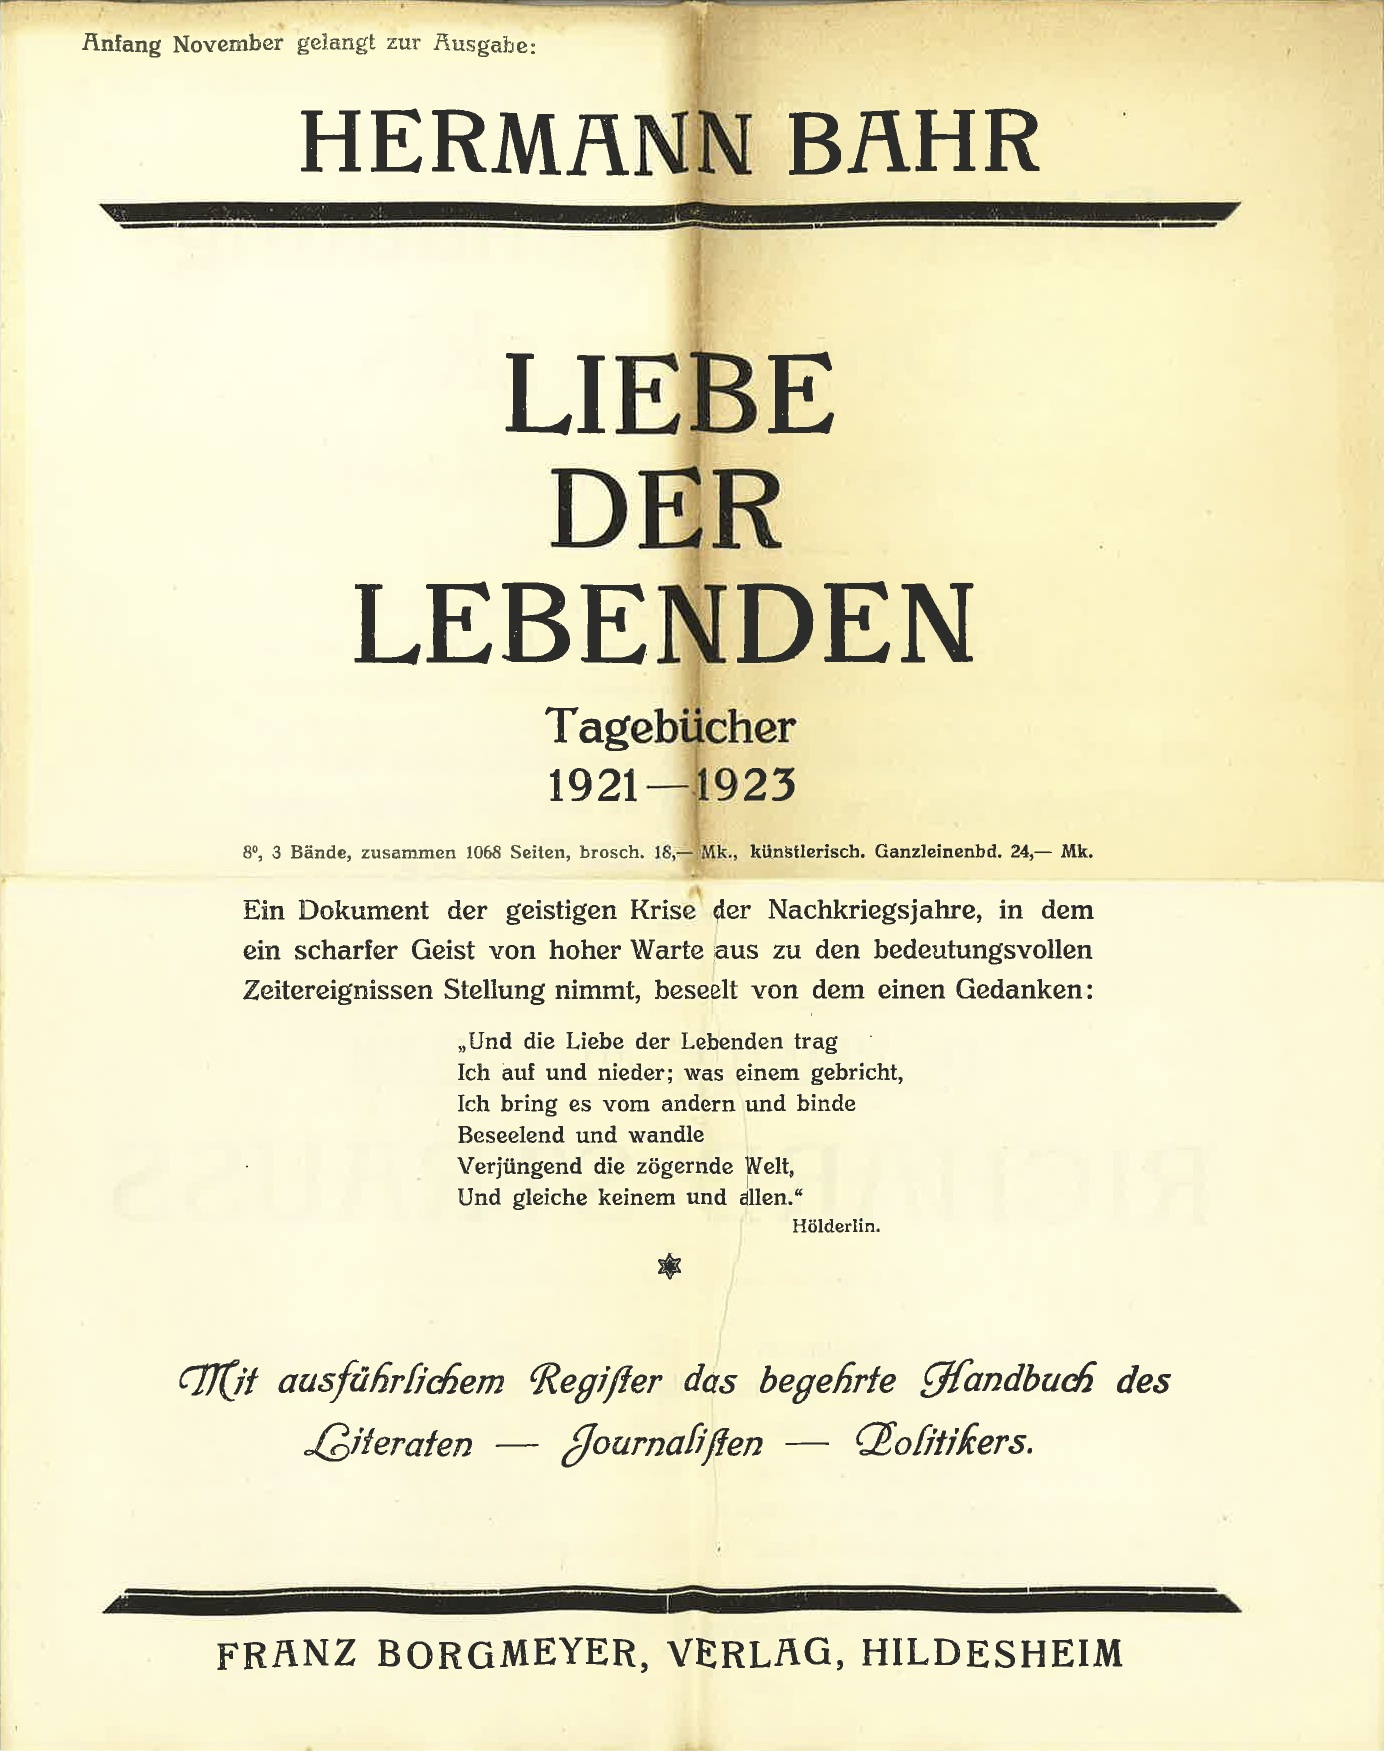 Anfang November gelangt zur Ausgabe:
HERMANN BAHR
LIEBE
DER
LEBENDEN
Tagebücher
1921—1923
8º, 3 Bände, zusammen 1068 Seiten, brosch. 18,— Mk., künstlerisch. Ganzleinenbd. 24,— Mk.
Ein Dokument der geistigen Krise der Nachkriegsjahre, in dem
ein scharfer Geist von hoher Warte aus zu den bedeutungsvollen
Zeitereignissen Stellung nimmt, beseelt von dem einen Gedanken:
„Und die Liebe der Lebenden trag
Ich auf und nieder; was einem gebricht,
Ich bring es vom andern und binde
Beseelend und wandle
Verjüngend die zögernde Welt,
Und gleiche keinem und allen.“
Hölderlin.
Mit ausführlichem Regiſter das begehrte Handbuch des
Literaten — Journaliſten — Politikers.
FRANZ BORGMEYER, VERLAG, HILDESHEIM